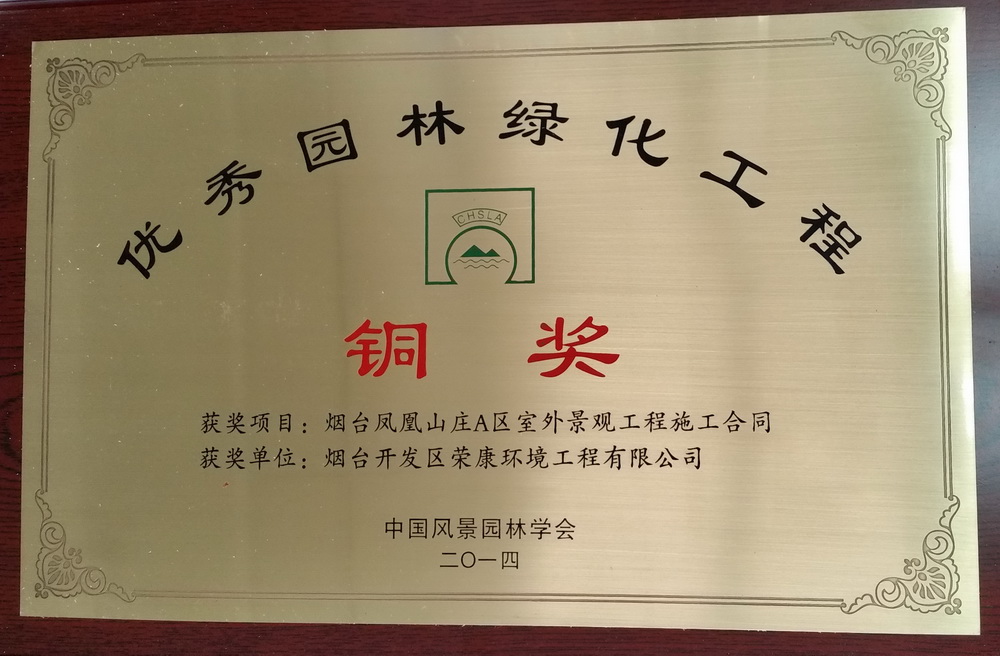 优秀园林绿化工程
CHSLA
铜奖
获奖项目：烟台凤凰山庄A区室外景观工程施工合同
获奖单位：烟台开发区荣康环境工程有限公司
中国风景园林学会
二〇一四